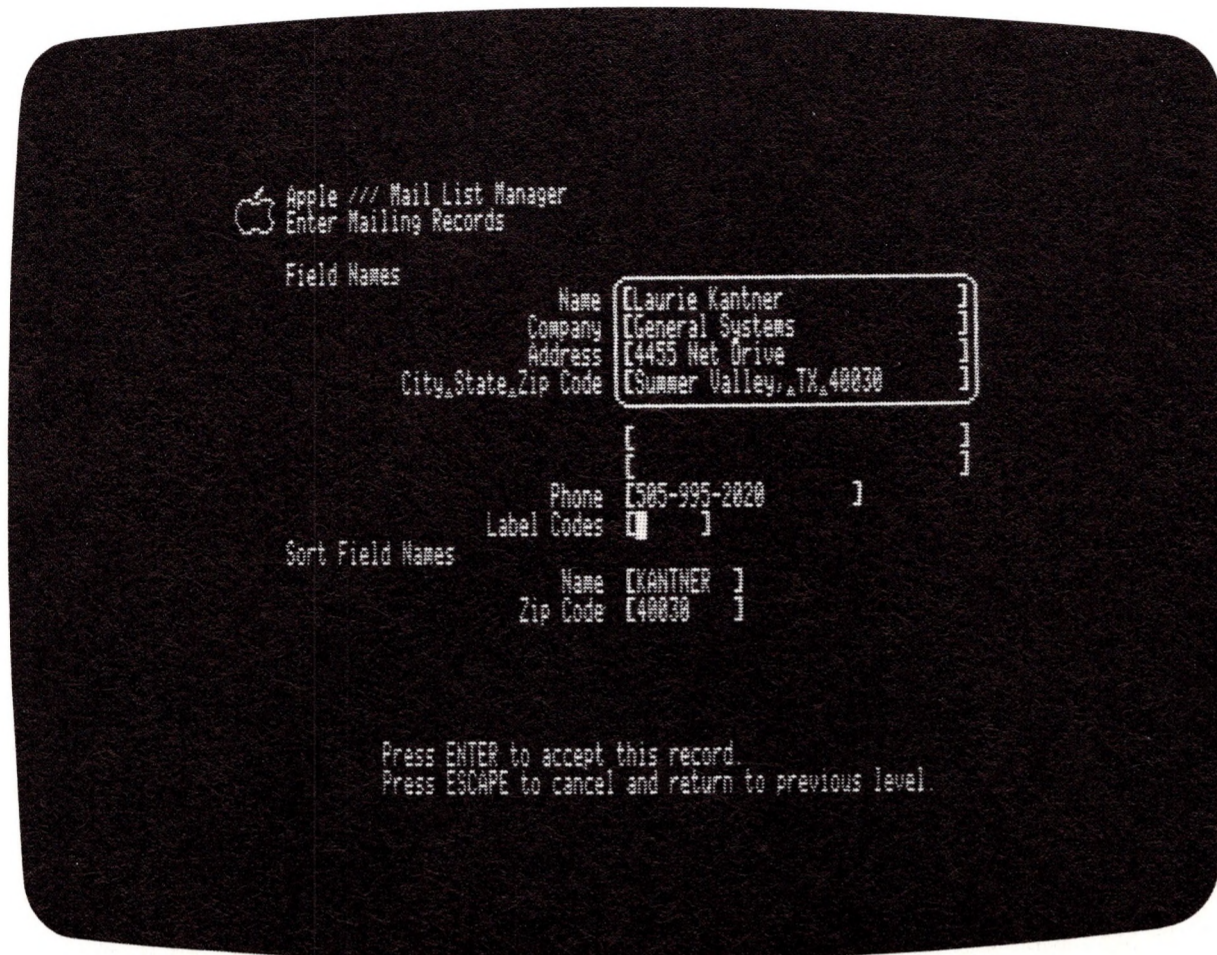 Apple /// Mail List Manager
Enter Mailing Records
Field Names
Name [Laurie Kantner ]
Company [General Systems ]
Address [4455 Net Drive ]
City▵State▵Zip Code [Summer Valley,▵TX▵40030 ]
[ ]
[ ]
Phone [505-995-2020 ]
Label Codes [ ]
Sort Field Names
Name [KANTNER ]
Zip Code [40030 ]
Press ENTER to accept this record.
Press ESCAPE to cancel and return to previous level.